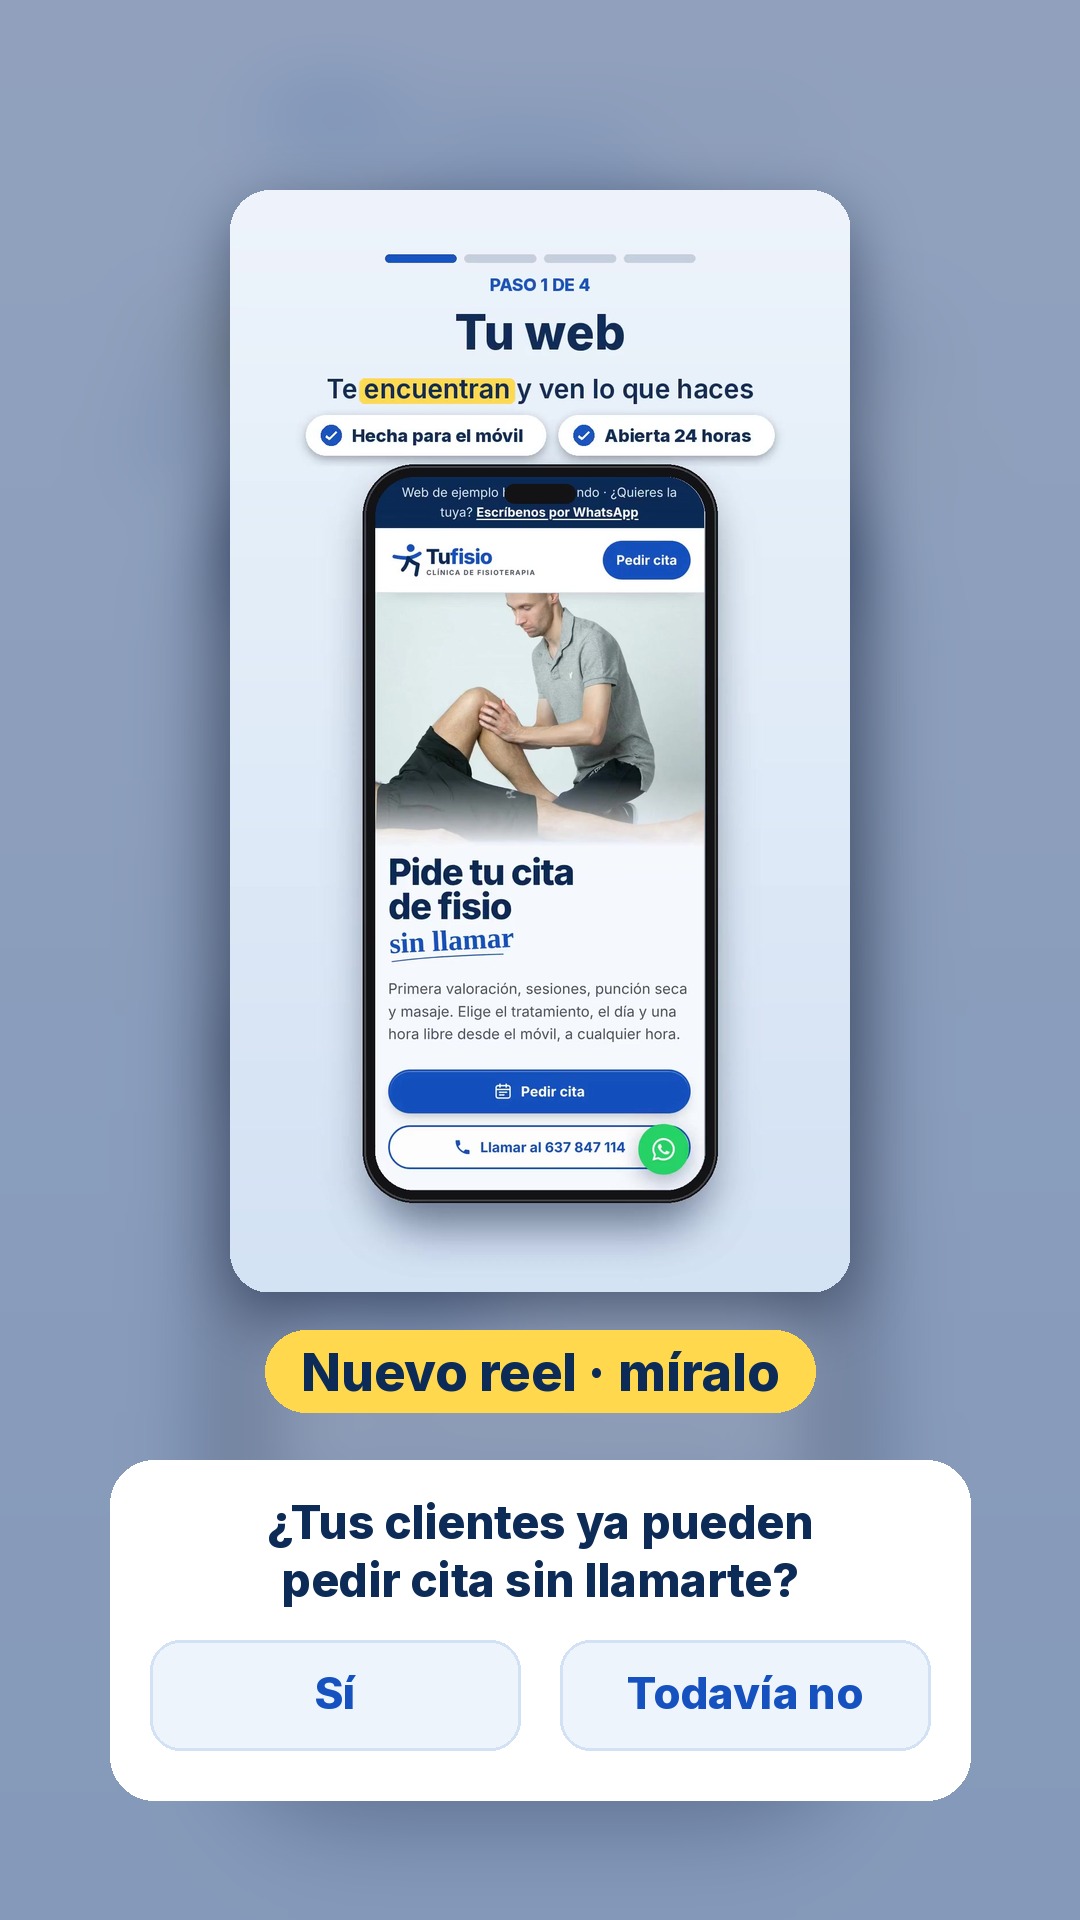 PASO 1 DE 4
Tu web
Te encuentran y ven lo que haces
Hecha para el móvil
Abierta 24 horas
Web de ejemplo ndo · ¿Quieres la
tuya? Escríbenos por WhatsApp
Tufisio
CLÍNICA DE FISIOTERAPIA
Pedir cita
Pide tu cita
de fisio
sin llamar
Primera valoración, sesiones, punción seca
y masaje. Elige el tratamiento, el día y una
hora libre desde el móvil, a cualquier hora.
Pedir cita
Llamar al 637 847 114
Nuevo reel · míralo
¿Tus clientes ya pueden
pedir cita sin llamarte?
Sí
Todavía no